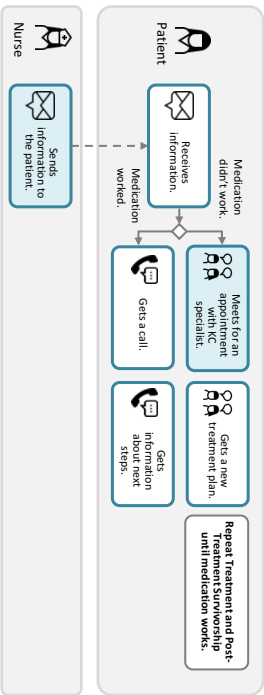 Patient
Receives
information.
Medication
didn't work.
Meets for an
appointment
with KC
specialist.
Gets a new
treatment plan.
Repeat Treatment and Post-
Treatment Survivorship
until medication works.
Medication
worked.
Gets a call.
Gets
information
about next
steps.
Nurse
Sends
information to
the patient.